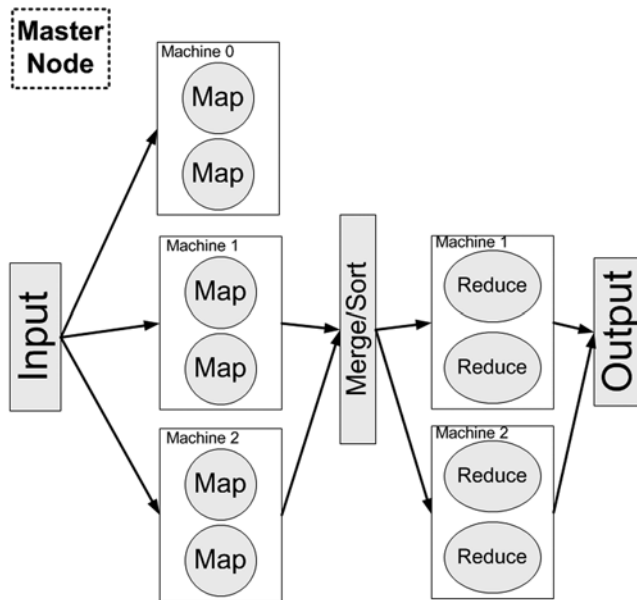 Master
Node
Machine 0
Map
Map
Input
Machine 1
Map
Map
Machine 2
Map
Map
Merge/Sort
Machine 1
Reduce
Reduce
Machine 2
Reduce
Reduce
Output